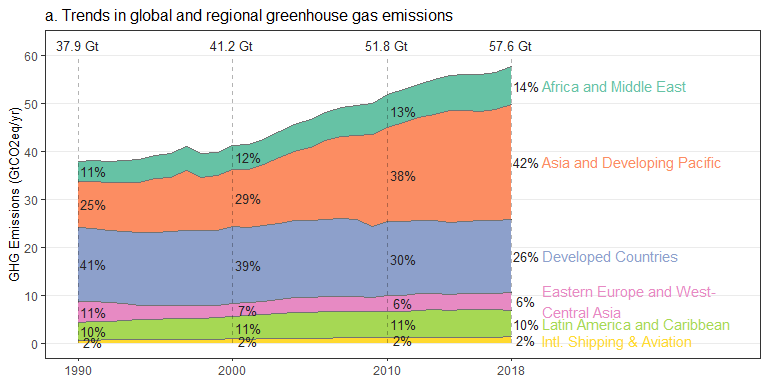 a. Trends in global and regional greenhouse gas emissions
37.9 Gt 41.2 Gt 51.8 Gt 57.6 Gt
GHG Emissions (GtCO2eq/yr)
60
50
40
30
20
10
0
11% 12% 13% 14% Africa and Middle East
25% 29% 38% 42% Asia and Developing Pacific
41% 39% 30% 26% Developed Countries
11% 7% 6% 6% Eastern Europe and West-
Central Asia
10% 11% 11% 10% Latin America and Caribbean
2% 2% 2% 2% Intl. Shipping & Aviation
1990 2000 2010 2018